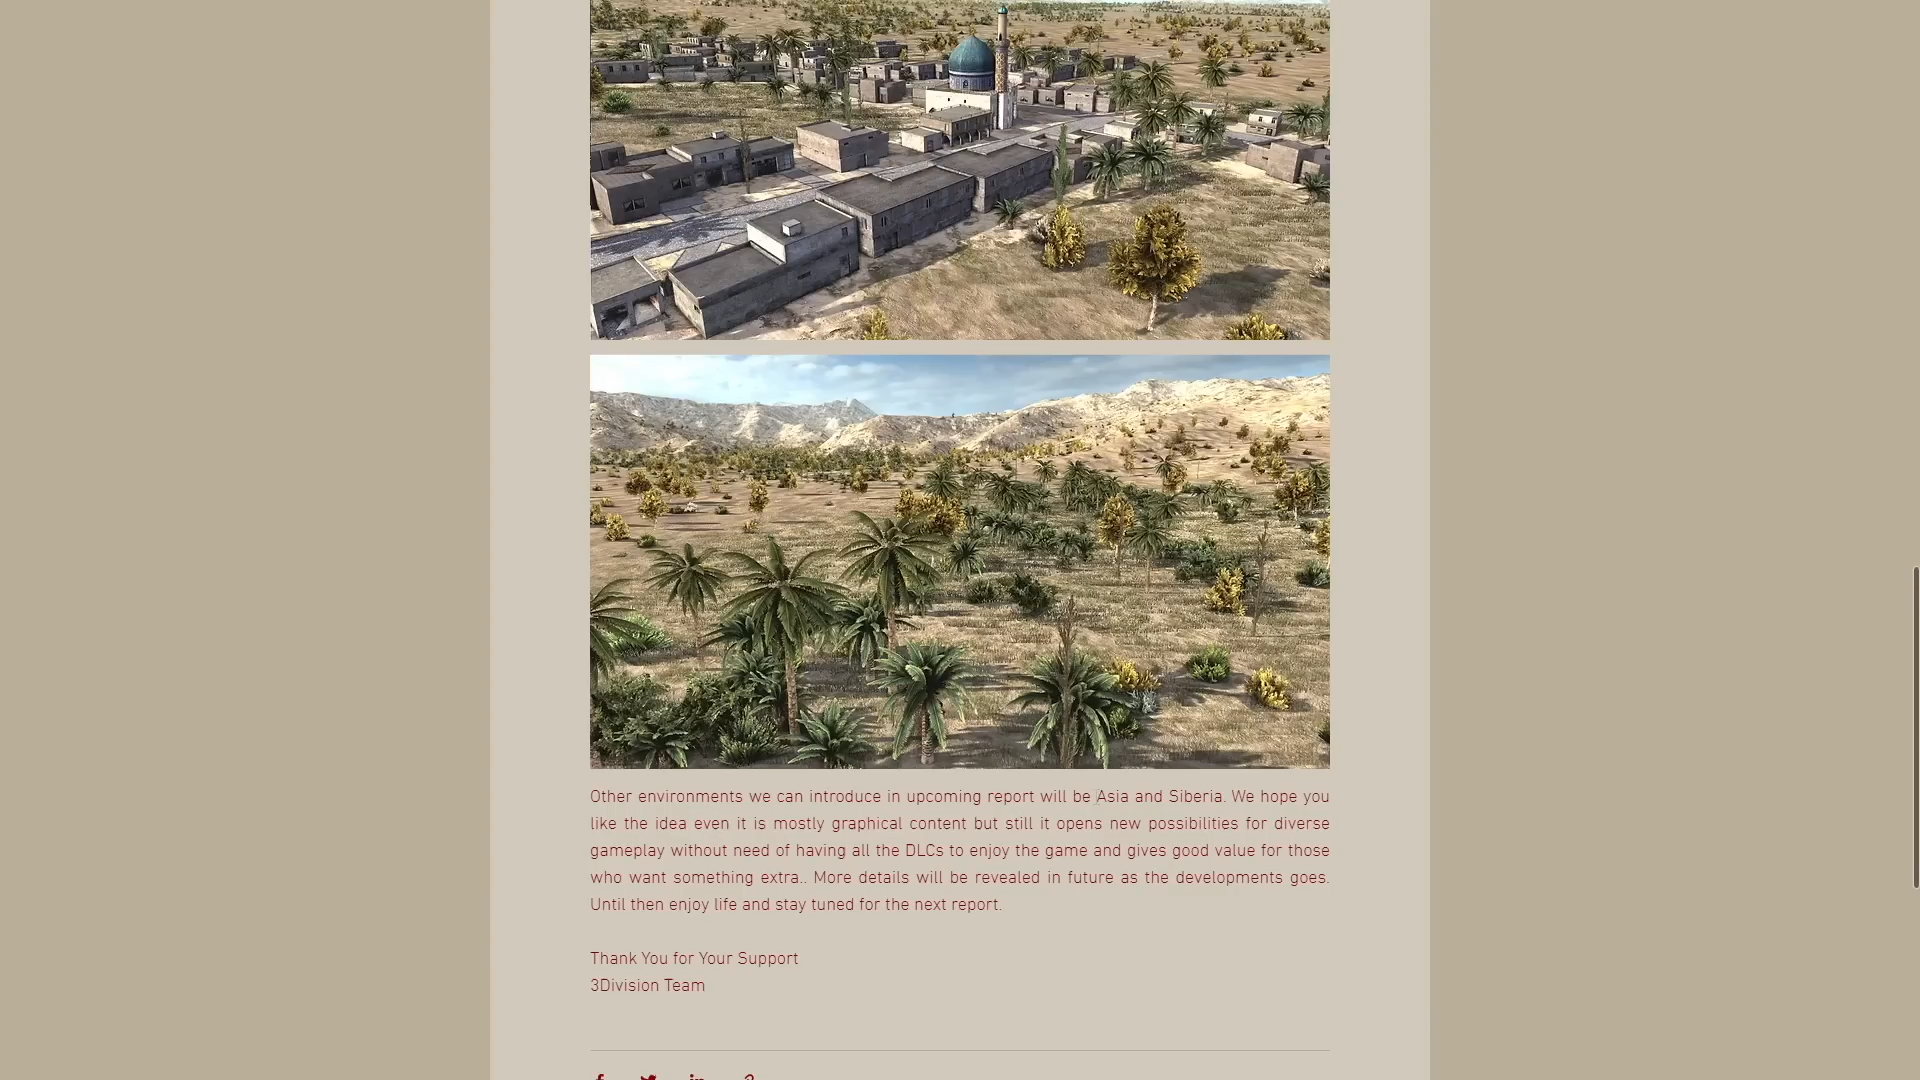 Other environments we can introduce in upcoming report will be Asia and Siberia. We hope you
like the idea even it is mostly graphical content but still it opens new possibilities for diverse
gameplay without need of having all the DLCs to enjoy the game and gives good value for those
who want something extra.. More details will be revealed in future as the developments goes.
Until then enjoy life and stay tuned for the next report.
Thank You for Your Support
3Division Team